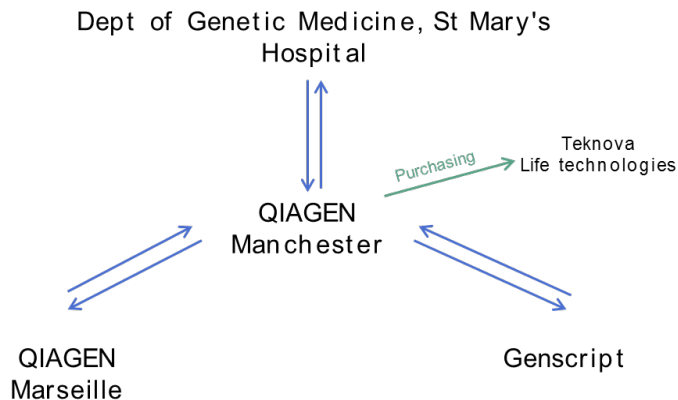 Dept of Genetic Medicine, St Mary's
Hospital
Purchasing
Teknova
Life technologies
QIAGEN
Manchester
QIAGEN
Marseille
Genscript